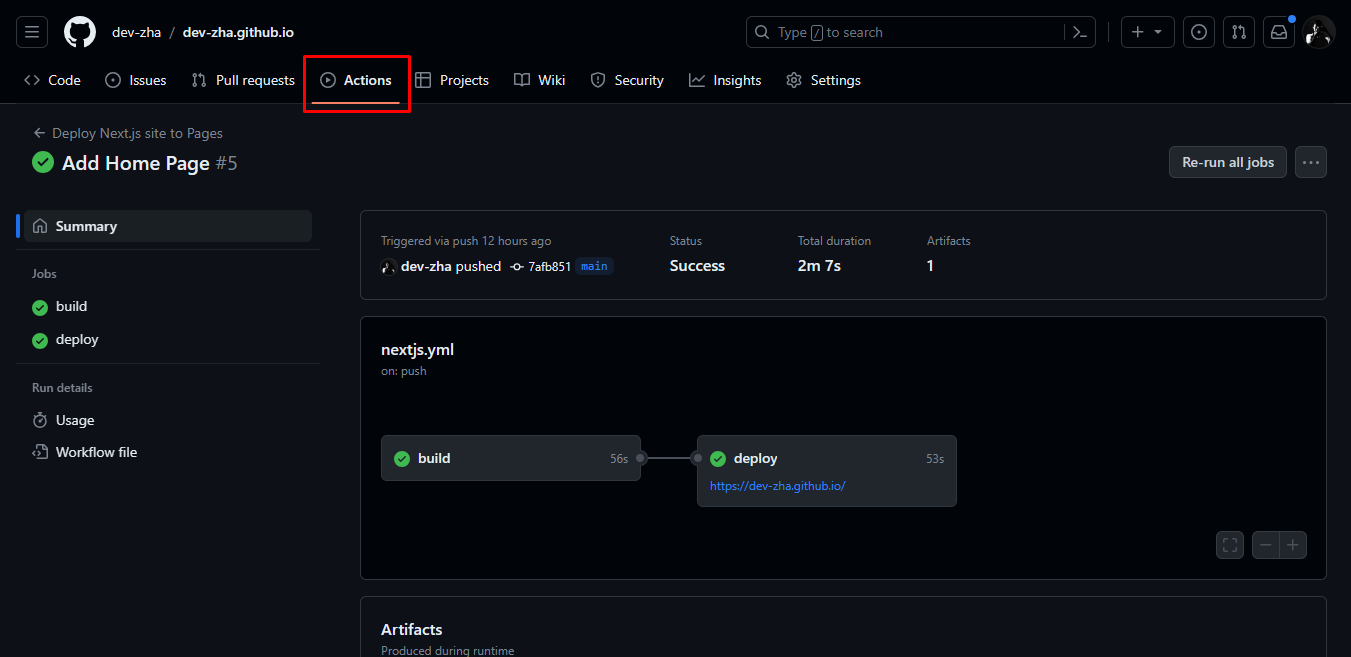 dev-zha / dev-zha.github.io
Type / to search
Code Issues Pull requests Actions Projects Wiki Security Insights Settings
Deploy Next.js site to Pages
Add Home Page #5
Re-run all jobs
Summary
Jobs
build
deploy
Run details
Usage
Workflow file
Triggered via push 12 hours ago
dev-zha pushed 7afb851 main
Status
Success
Total duration
2m 7s
Artifacts
1
nextjs.yml
on: push
build 56s
deploy 53s
https://dev-zha.github.io/
Artifacts
Produced during runtime